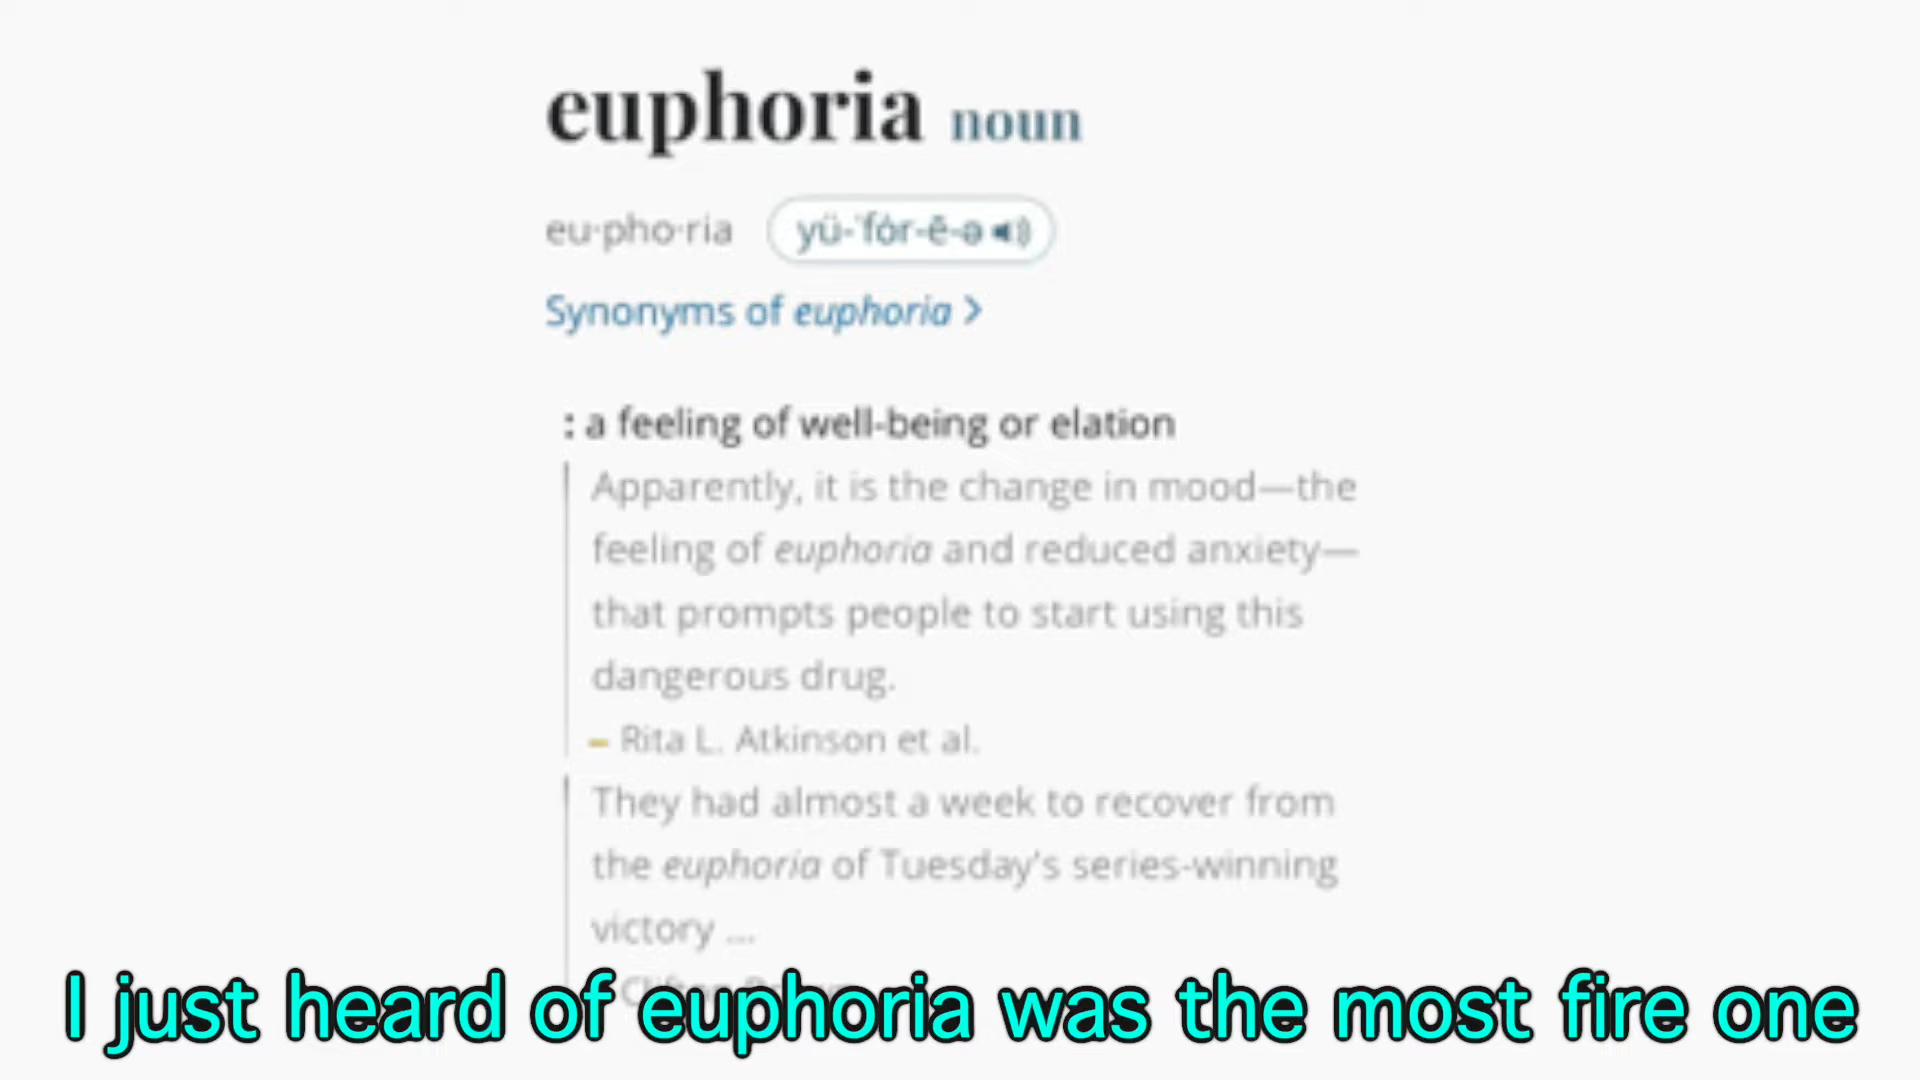 euphoria noun
eu·pho·ria yü-ˈfȯr-ē-ə
Synonyms of euphoria >
: a feeling of well-being or elation
Apparently, it is the change in mood—the
feeling of euphoria and reduced anxiety—
that prompts people to start using this
dangerous drug.
– Rita L. Atkinson et al.
They had almost a week to recover from
the euphoria of Tuesday's series-winning
victory ...
I just heard of euphoria was the most fire one